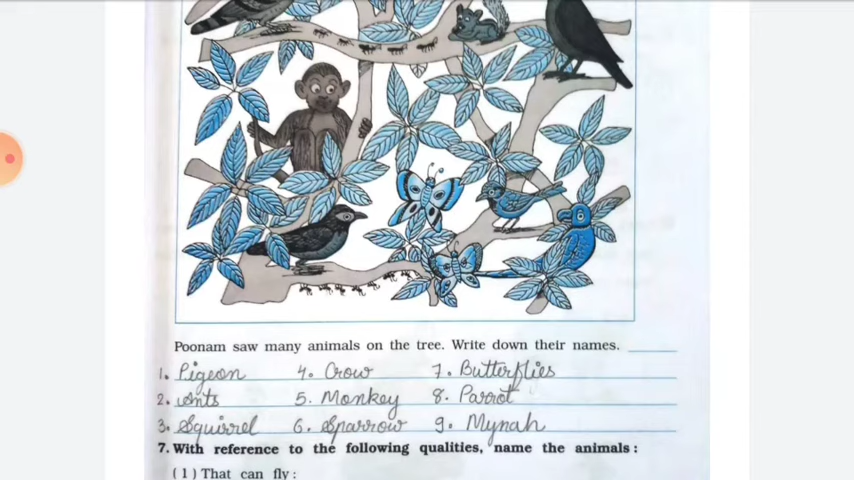 Poonam saw many animals on the tree. Write down their names.
1. Pigeon 4. Crow 7. Butterflies
2. Ants 5. Monkey 8. Parrot
3. Squirrel 6. Sparrow 9. Mynah
7. With reference to the following qualities, name the animals :
(1) That can fly :